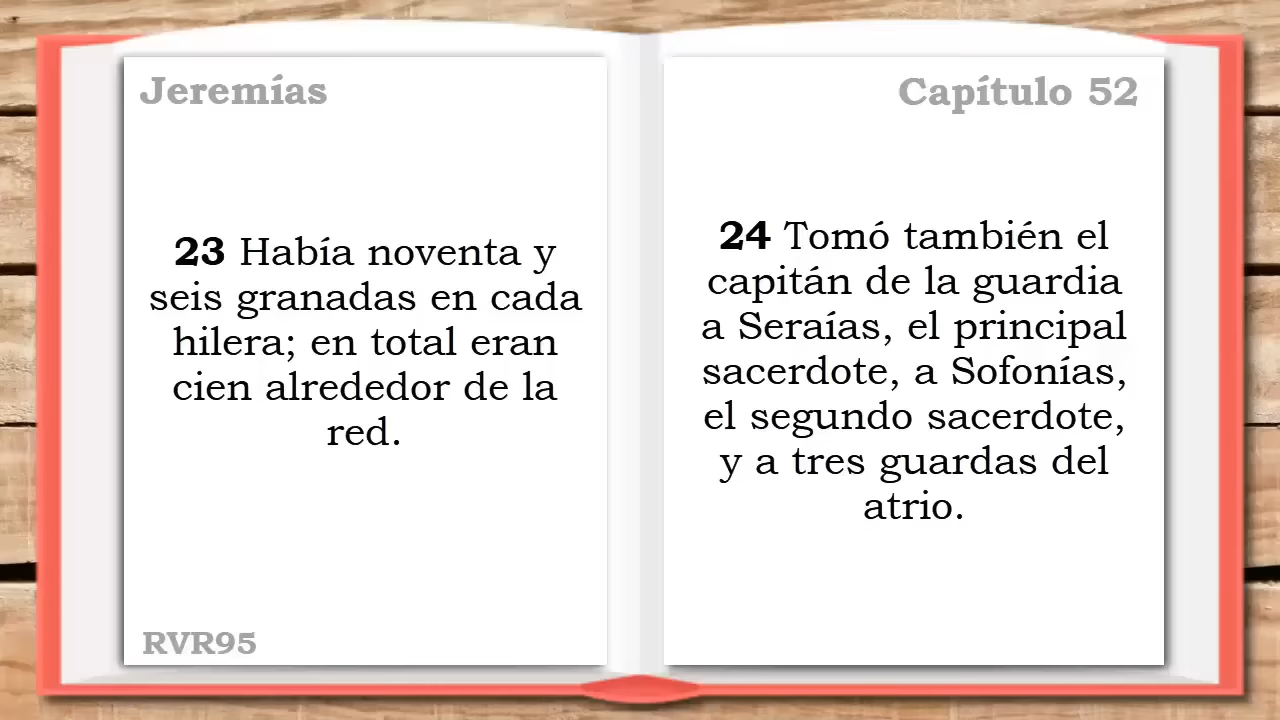 Jeremías
23 Había noventa y
seis granadas en cada
hilera; en total eran
cien alrededor de la
red.
RVR95
Capítulo 52
24 Tomó también el
capitán de la guardia
a Seraías, el principal
sacerdote, a Sofonías,
el segundo sacerdote,
y a tres guardas del
atrio.